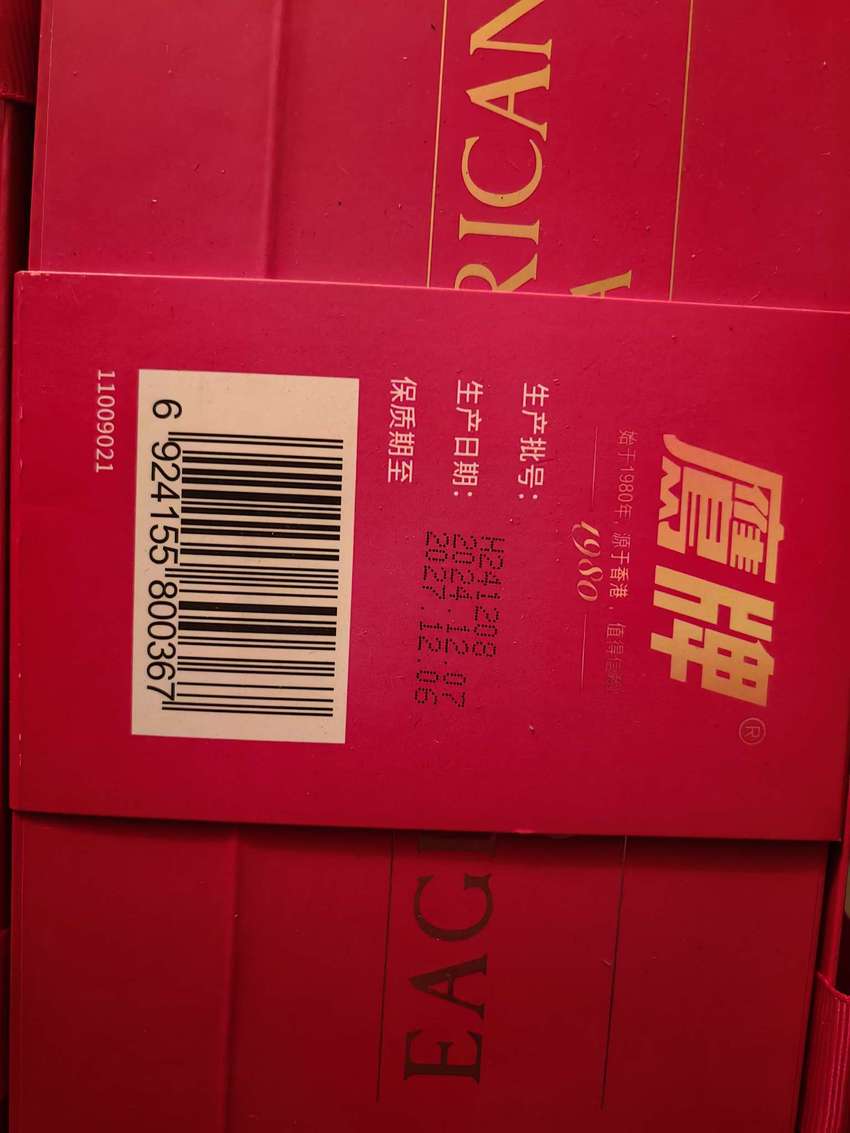 鹰牌®
始于1980年，源于香港，值得信赖
1980
生产批号：H241208
生产日期：2024.12.07
保质期至 2027.12.06
6 924155 800367
11009021
EAG
RICAN
A